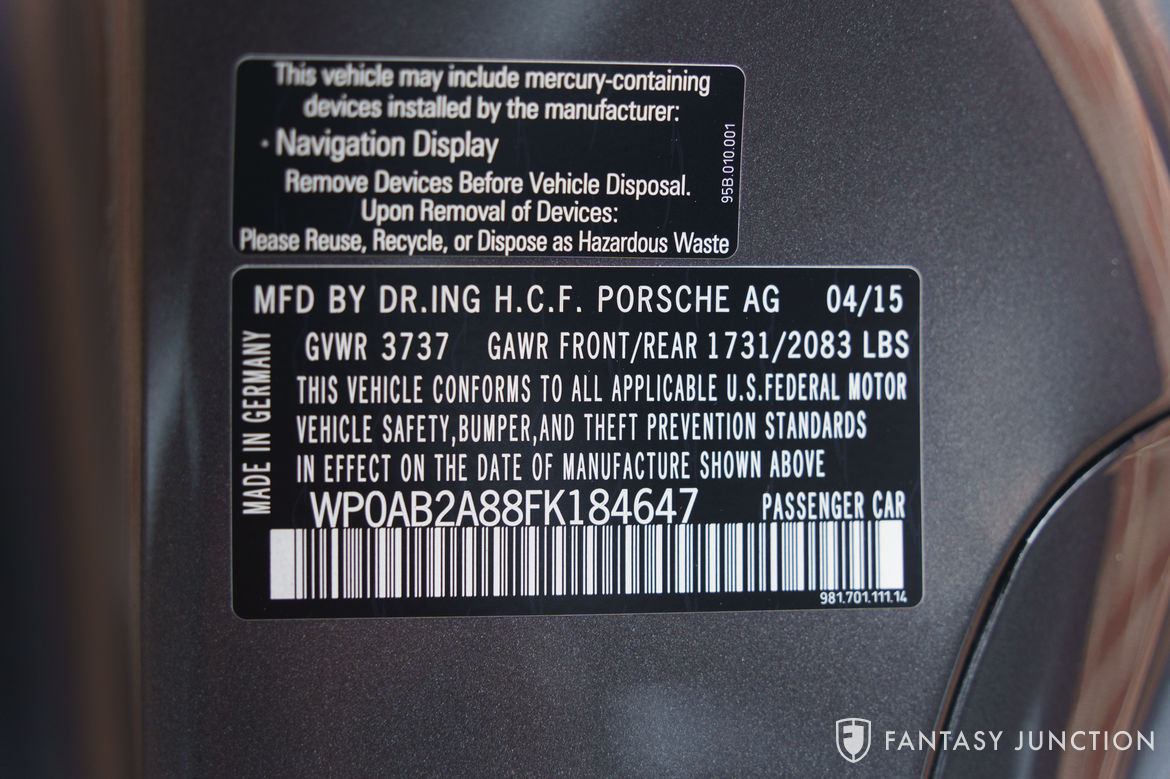 This vehicle may include mercury-containing
devices installed by the manufacturer:
• Navigation Display
Remove Devices Before Vehicle Disposal.
Upon Removal of Devices:
Please Reuse, Recycle, or Dispose as Hazardous Waste
95B.010.001
MFD BY DR.ING H.C.F. PORSCHE AG 04/15
GVWR 3737 GAWR FRONT/REAR 1731/2083 LBS
THIS VEHICLE CONFORMS TO ALL APPLICABLE U.S.FEDERAL MOTOR
VEHICLE SAFETY,BUMPER,AND THEFT PREVENTION STANDARDS
IN EFFECT ON THE DATE OF MANUFACTURE SHOWN ABOVE
MADE IN GERMANY
WP0AB2A88FK184647 PASSENGER CAR
981.701.111.14
FANTASY JUNCTION